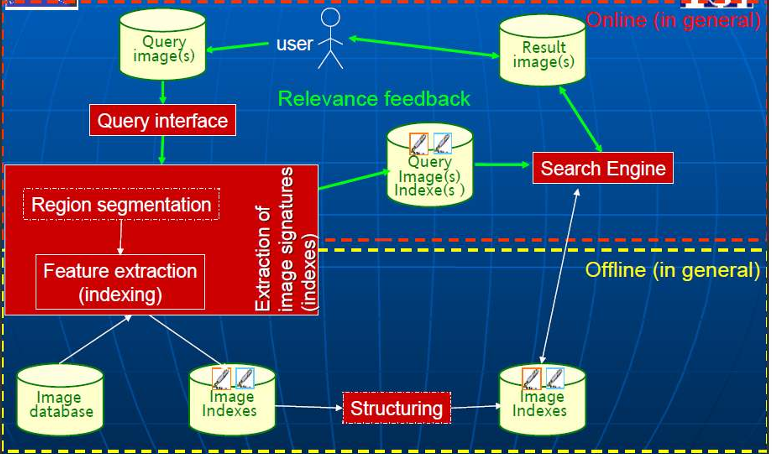 Online (in general)
Query
image(s)
user
Result
image(s)
Relevance feedback
Query interface
Query
Image(s)
Indexe(s )
Search Engine
Region segmentation
Extraction of
image signatures
(indexes)
Feature extraction
(indexing)
Offline (in general)
Image
database
Image
Indexes
Structuring
Image
Indexes